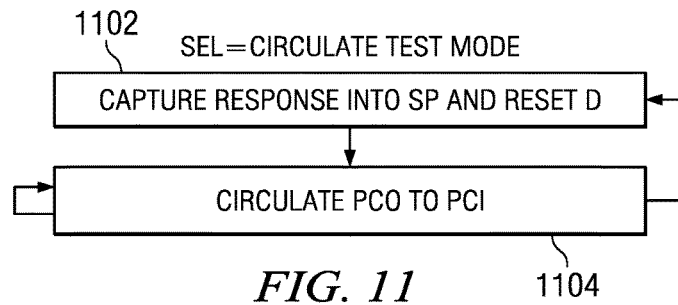 1102
SEL=CIRCULATE TEST MODE
CAPTURE RESPONSE INTO SP AND RESET D
CIRCULATE PCO TO PCI
1104
FIG. 11